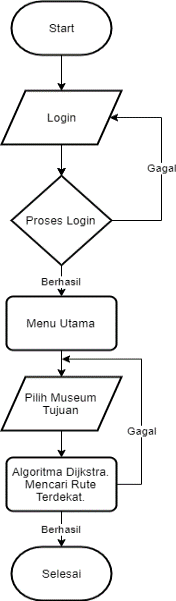 Start
Login
Gagal
Proses Login
Berhasil
Menu Utama
Pilih Museum
Tujuan
Gagal
Algoritma Dijkstra.
Mencari Rute
Terdekat.
Berhasil
Selesai